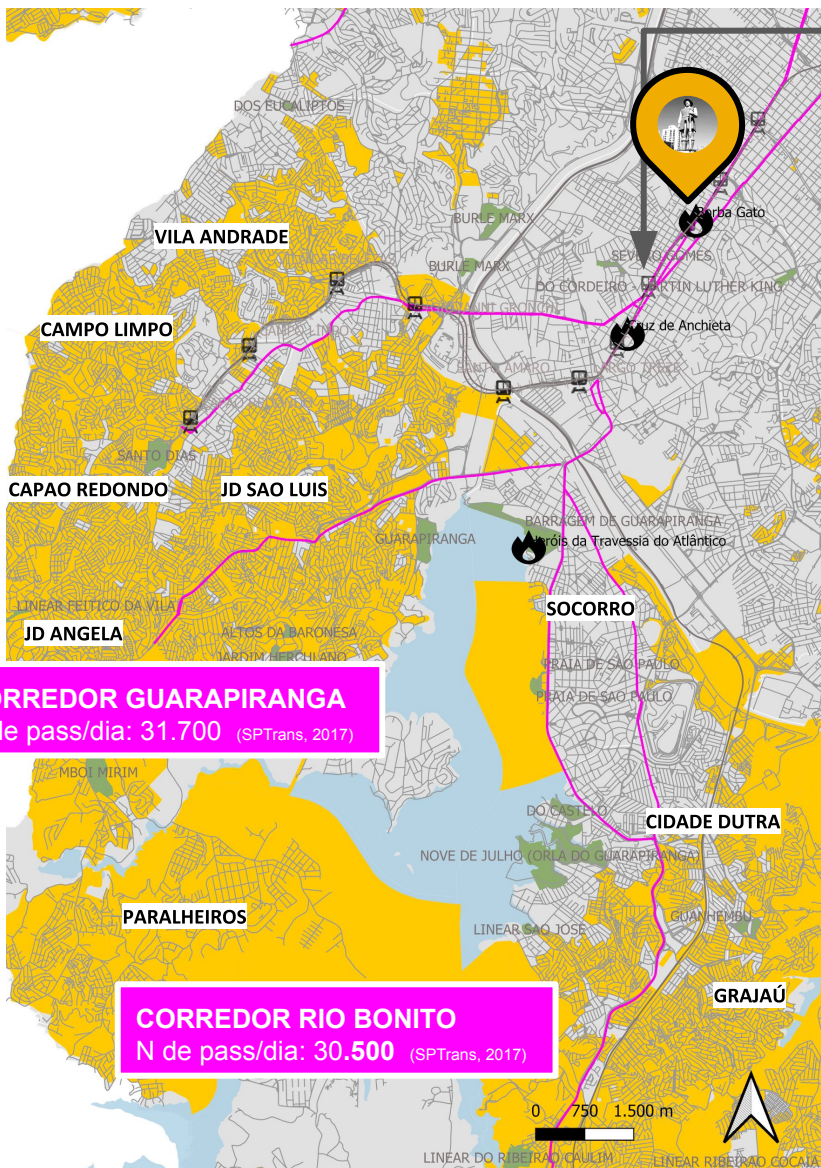 DOS EUCALIPTOS
Borba Gato
BURLE MARX
VILA ANDRADE
SEVERO GOMES
BURLE MARX
DO CORDEIRO - MARTIN LUTHER KING
CAMPO LIMPO
Cruz de Anchieta
SANTO DIAS
CAPAO REDONDO
JD SAO LUIS
BARRAGEM DE GUARAPIRANGA
GUARAPIRANGA
Heróis da Travessia do Atlântico
LINEAR FEITICO DA VILA
SOCORRO
JD ANGELA
ALTOS DA BARONESA
JARDIM HERCULANO
PRAIA DE SAO PAULO
PRAIA DE SAO PAULO
ORREDOR GUARAPIRANGA
de pass/dia: 31.700 (SPTrans, 2017)
MBOI MIRIM
DO CASTELO
CIDADE DUTRA
NOVE DE JULHO (ORLA DO GUARAPIRANGA)
PARALHEIROS
GUANHEMBU
LINEAR SAO JOSE
GRAJAÚ
CORREDOR RIO BONITO
N de pass/dia: 30.500 (SPTrans, 2017)
0 750 1.500 m
LINEAR DO RIBEIRAO CAULIM
LINEAR RIBEIRAO COCAIA